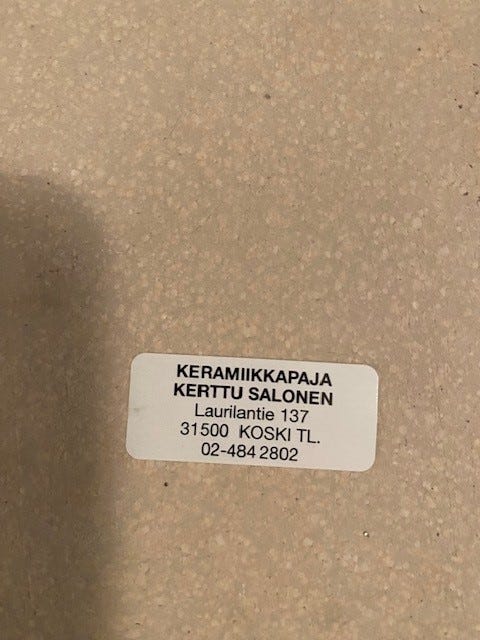 KERAMIIKKAPAJA
KERTTU SALONEN
Laurilantie 137
31500 KOSKI TL.
02-484 2802